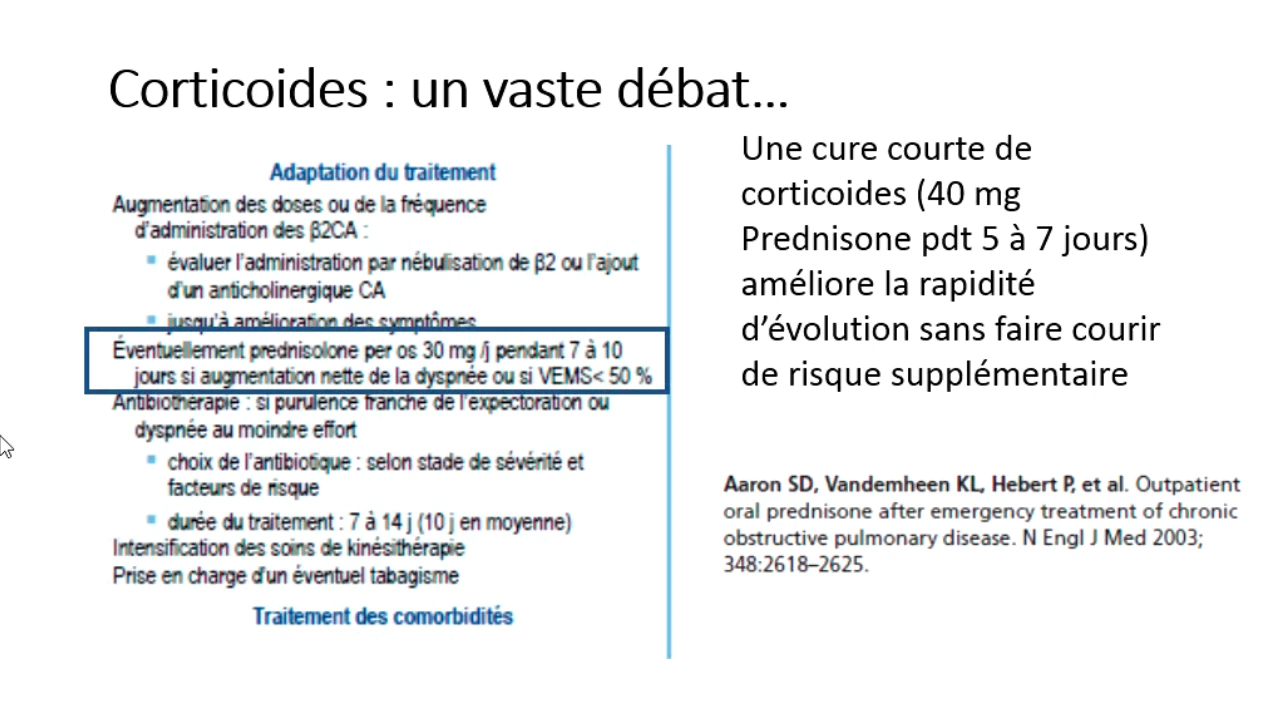 Corticoides : un vaste débat...
Adaptation du traitement
Augmentation des doses ou de la fréquence
d'administration des β2CA :
▪ évaluer l'administration par nébulisation de β2 ou l'ajout
d'un anticholinergique CA
▪ jusqu'à amélioration des symptômes
Éventuellement prednisolone per os 30 mg /j pendant 7 à 10
jours si augmentation nette de la dyspnée ou si VEMS< 50 %
Antibiothérapie : si purulence franche de l'expectoration ou
dyspnée au moindre effort
▪ choix de l'antibiotique : selon stade de sévérité et
facteurs de risque
▪ durée du traitement : 7 à 14 j (10 j en moyenne)
Intensification des soins de kinésithérapie
Prise en charge d'un éventuel tabagisme
Traitement des comorbidités
Une cure courte de
corticoides (40 mg
Prednisone pdt 5 à 7 jours)
améliore la rapidité
d'évolution sans faire courir
de risque supplémentaire
Aaron SD, Vandemheen KL, Hebert P, et al. Outpatient
oral prednisone after emergency treatment of chronic
obstructive pulmonary disease. N Engl J Med 2003;
348:2618–2625.